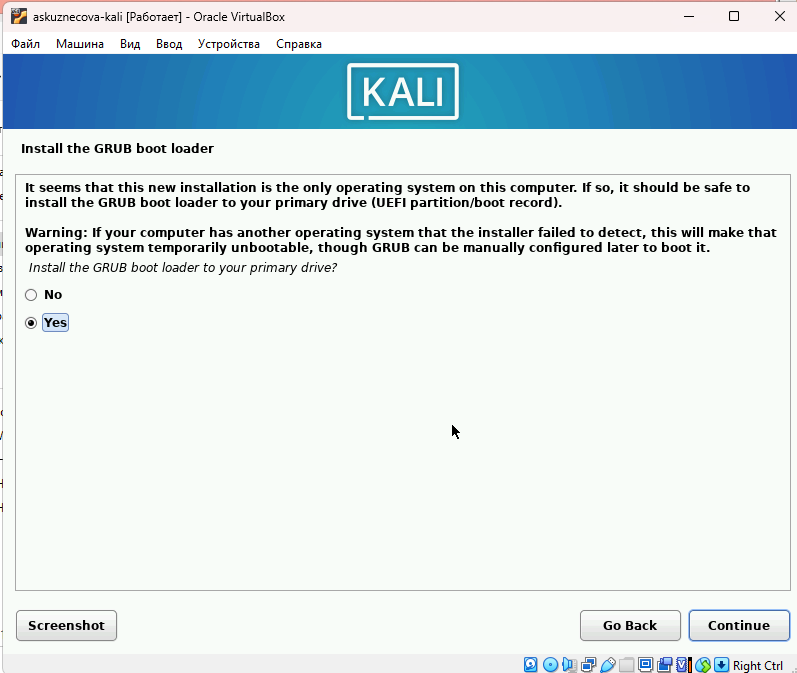 askuznecova-kali [Работает] - Oracle VirtualBox
Файл Машина Вид Ввод Устройства Справка
KALI
Install the GRUB boot loader
It seems that this new installation is the only operating system on this computer. If so, it should be safe to
install the GRUB boot loader to your primary drive (UEFI partition/boot record).
Warning: If your computer has another operating system that the installer failed to detect, this will make that
operating system temporarily unbootable, though GRUB can be manually configured later to boot it.
Install the GRUB boot loader to your primary drive?
No
Yes
Screenshot
Go Back
Continue
Right Ctrl